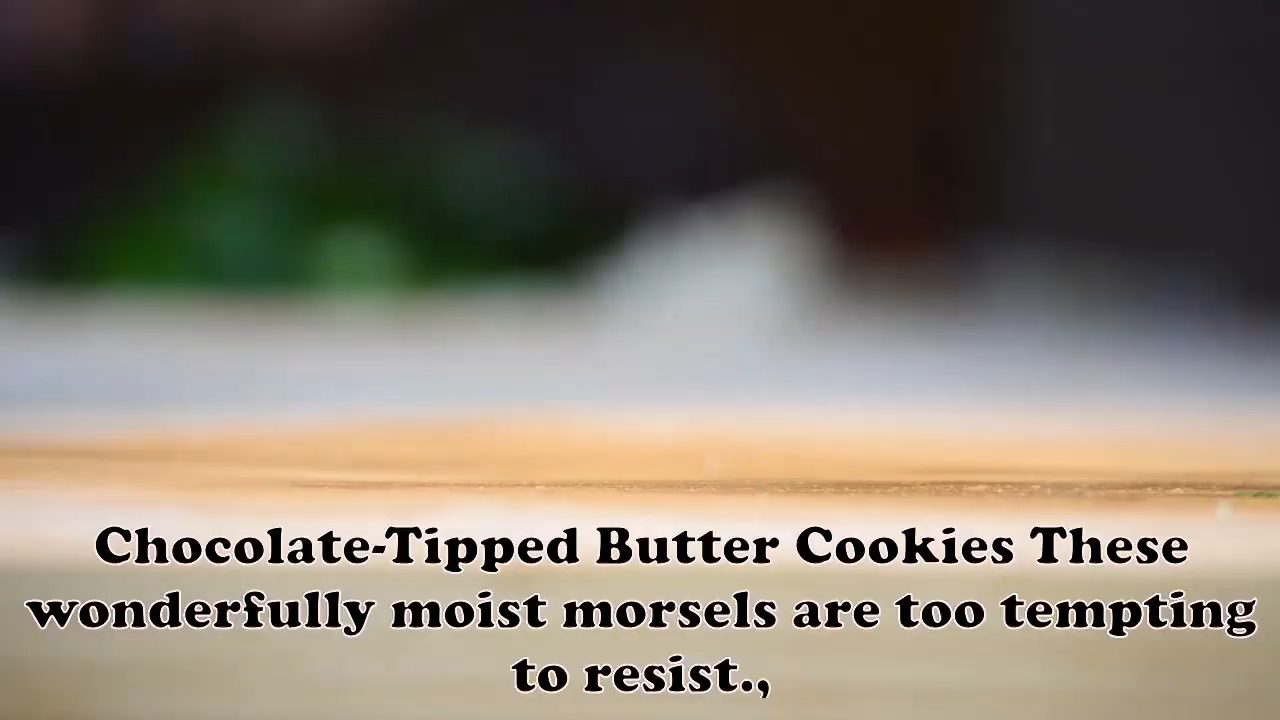 Chocolate-Tipped Butter Cookies These
wonderfully moist morsels are too tempting
to resist.,